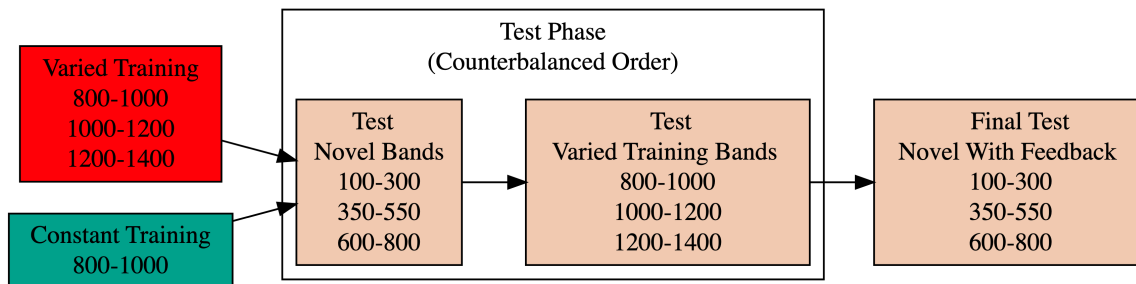 Varied Training
800-1000
1000-1200
1200-1400
Constant Training
800-1000
Test Phase
(Counterbalanced Order)
Test
Novel Bands
100-300
350-550
600-800
Test
Varied Training Bands
800-1000
1000-1200
1200-1400
Final Test
Novel With Feedback
100-300
350-550
600-800